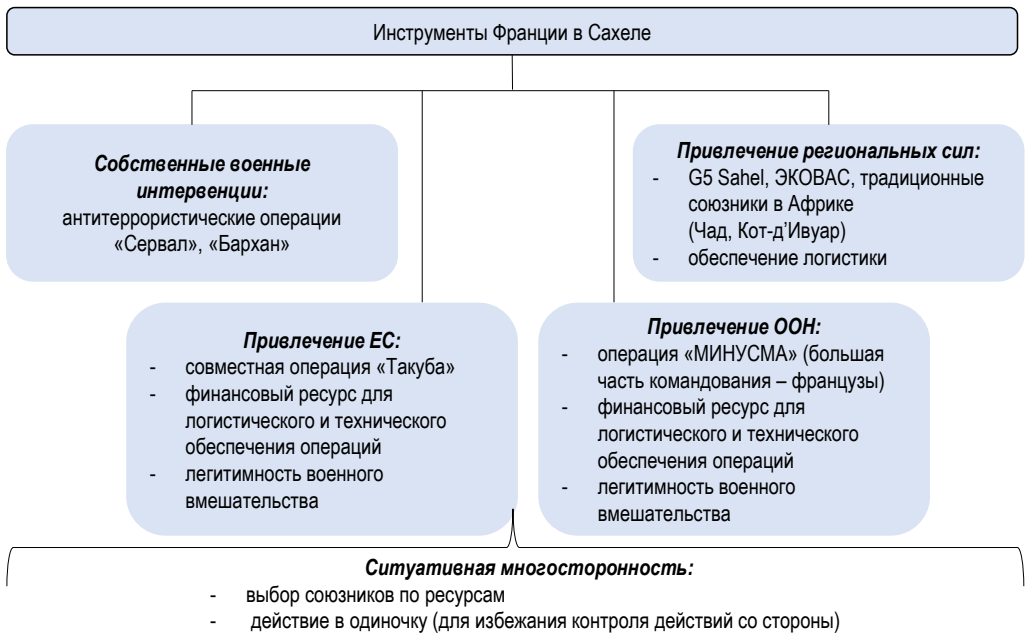 Инструменты Франции в Сахеле
Собственные военные
интервенции:
антитеррористические операции
«Сервал», «Бархан»
Привлечение региональных сил:
- G5 Sahel, ЭКОВАС, традиционные
союзники в Африке
(Чад, Кот-д’Ивуар)
- обеспечение логистики
Привлечение ЕС:
- совместная операция «Такуба»
- финансовый ресурс для
логистического и технического
обеспечения операций
- легитимность военного
вмешательства
Привлечение ООН:
- операция «МИНУСМА» (большая
часть командования – французы)
- финансовый ресурс для
логистического и технического
обеспечения операций
- легитимность военного
вмешательства
Ситуативная многосторонность:
- выбор союзников по ресурсам
- действие в одиночку (для избежания контроля действий со стороны)